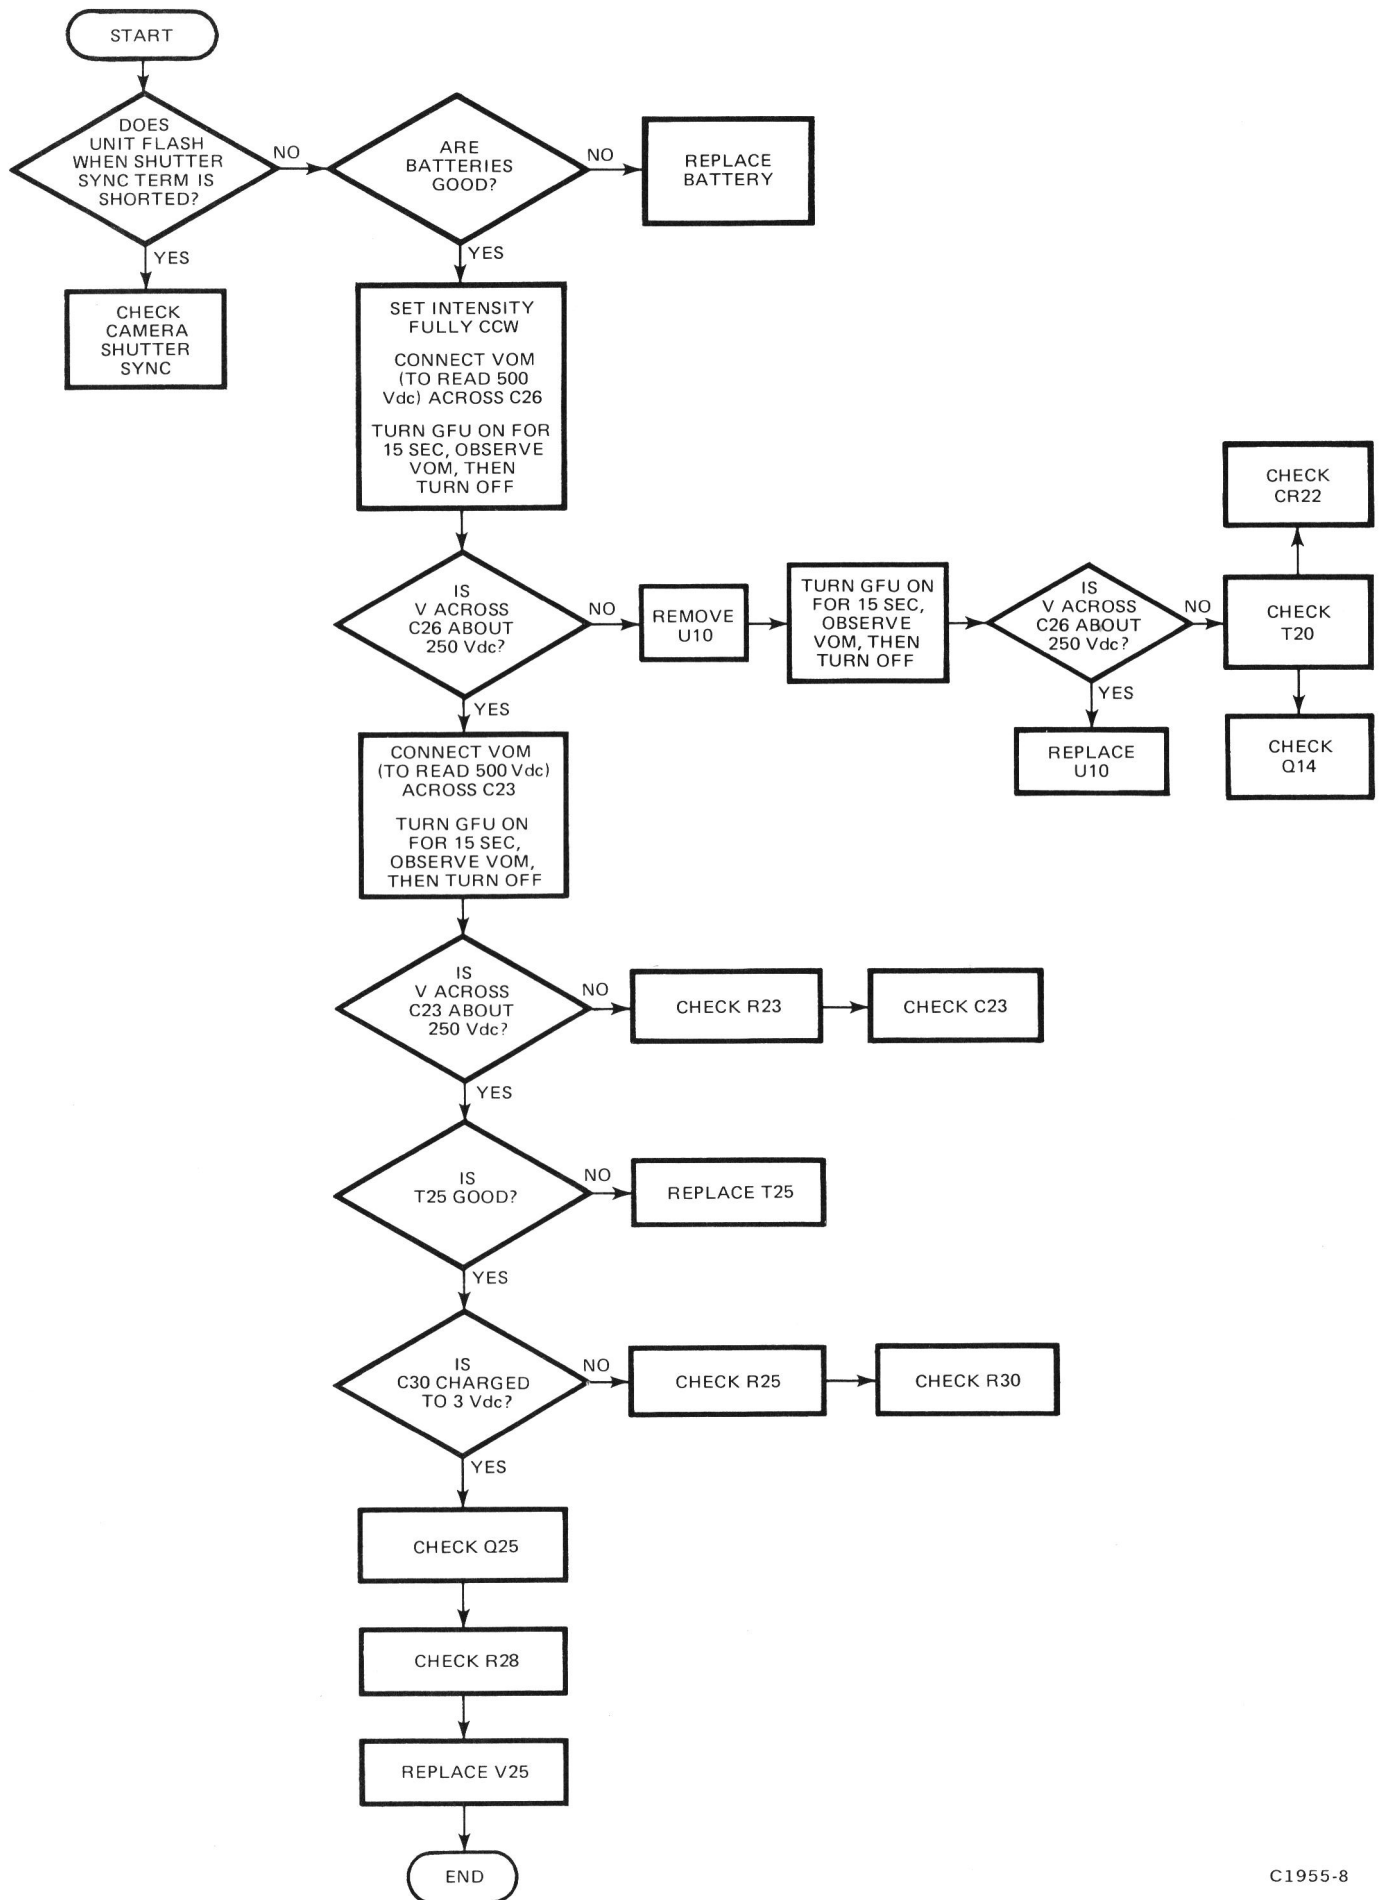 START
DOES
UNIT FLASH
WHEN SHUTTER
SYNC TERM IS
SHORTED?
NO
YES
CHECK
CAMERA
SHUTTER
SYNC
ARE
BATTERIES
GOOD?
NO
REPLACE
BATTERY
YES
SET INTENSITY
FULLY CCW
CONNECT VOM
(TO READ 500
Vdc) ACROSS C26
TURN GFU ON FOR
15 SEC, OBSERVE
VOM, THEN
TURN OFF
IS
V ACROSS
C26 ABOUT
250 Vdc?
NO
REMOVE
U10
TURN GFU ON
FOR 15 SEC,
OBSERVE
VOM, THEN
TURN OFF
IS
V ACROSS
C26 ABOUT
250 Vdc?
NO
CHECK
T20
CHECK
CR22
CHECK
Q14
YES
REPLACE
U10
YES
CONNECT VOM
(TO READ 500 Vdc)
ACROSS C23
TURN GFU ON
FOR 15 SEC,
OBSERVE VOM,
THEN TURN OFF
IS
V ACROSS
C23 ABOUT
250 Vdc?
NO
CHECK R23
CHECK C23
YES
IS
T25 GOOD?
NO
REPLACE T25
YES
IS
C30 CHARGED
TO 3 Vdc?
NO
CHECK R25
CHECK R30
YES
CHECK Q25
CHECK R28
REPLACE V25
END
C1955-8